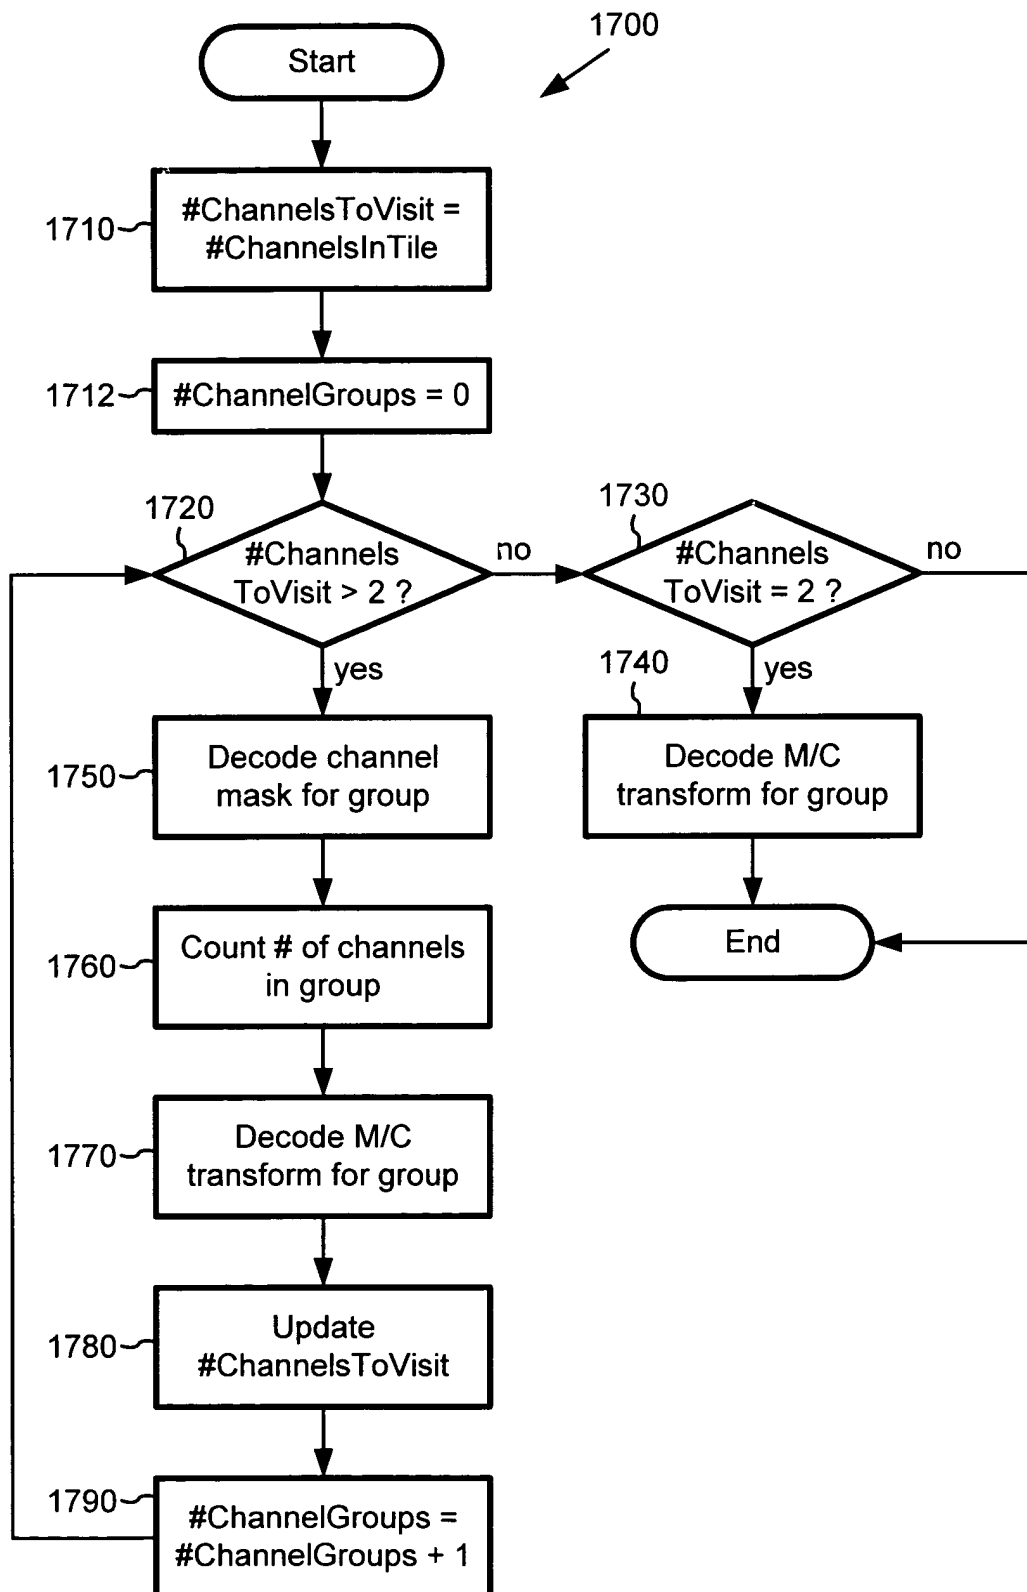 1700
Start
1710
#ChannelsToVisit =
#ChannelsInTile
1712
#ChannelGroups = 0
1720
#Channels
ToVisit > 2 ?
no
1730
#Channels
ToVisit = 2 ?
no
yes
1740
yes
1750
Decode channel
mask for group
Decode M/C
transform for group
1760
Count # of channels
in group
End
1770
Decode M/C
transform for group
1780
Update
#ChannelsToVisit
1790
#ChannelGroups =
#ChannelGroups + 1